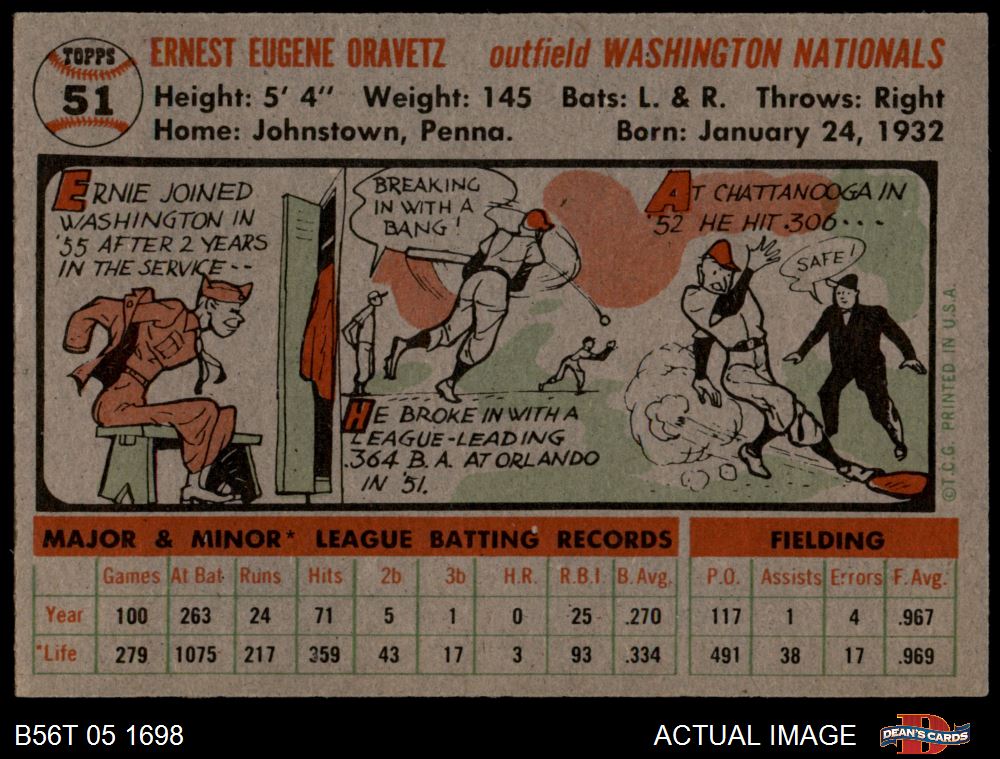 TOPPS
51
ERNEST EUGENE ORAVETZ outfield WASHINGTON NATIONALS
Height: 5' 4" Weight: 145 Bats: L. & R. Throws: Right
Home: Johnstown, Penna. Born: January 24, 1932
ERNIE JOINED
WASHINGTON IN
'55 AFTER 2 YEARS
IN THE SERVICE--
BREAKING
IN WITH A
BANG!
HE BROKE IN WITH A
LEAGUE-LEADING
.364 B.A. AT ORLANDO
IN '51.
AT CHATTANOOGA IN
'52 HE HIT .306...
SAFE!
©T.C.G. PRINTED IN U.S.A.
MAJOR & MINOR* LEAGUE BATTING RECORDS FIELDING
Games At Bat Runs Hits 2b 3b H.R. R.B.I. B.Avg. P.O. Assists Errors F. Avg.
Year 100 263 24 71 5 1 0 25 .270 117 1 4 .967
*Life 279 1075 217 359 43 17 3 93 .334 491 38 17 .969
B56T 05 1698 ACTUAL IMAGE
D
DEAN'S CARDS